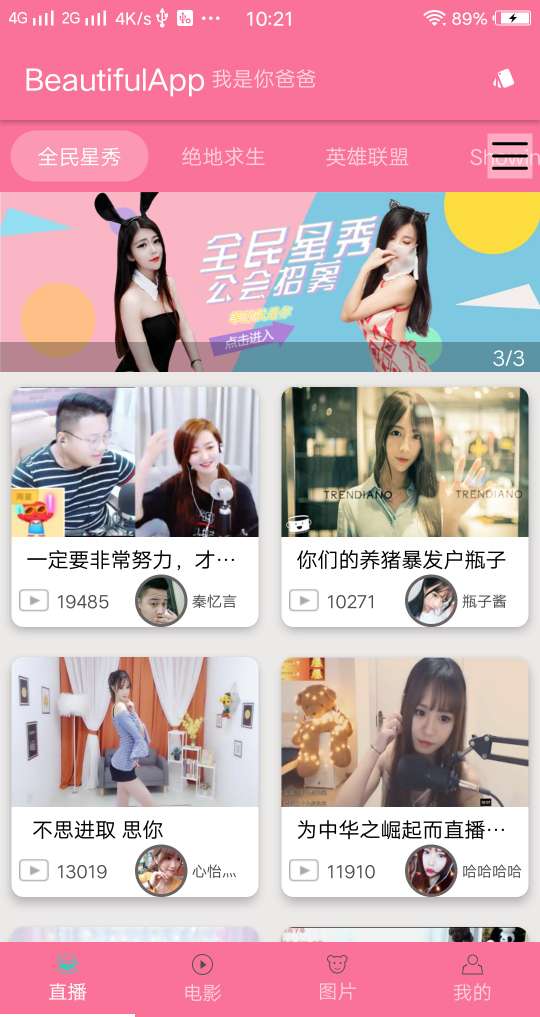 4G 2G 4K/s 10:21 89%
BeautifulApp 我是你爸爸
全民星秀 绝地求生 英雄联盟 Showin
全民星秀
公会招募
点击进入
3/3
TRENDIANO TRENDIANO
一定要非常努力，才…
19485 秦忆言
你们的养猪暴发户瓶子
10271 瓶子酱
不思进取 思你
13019 心怡灬
为中华之崛起而直播…
11910 哈哈哈哈
直播 电影 图片 我的